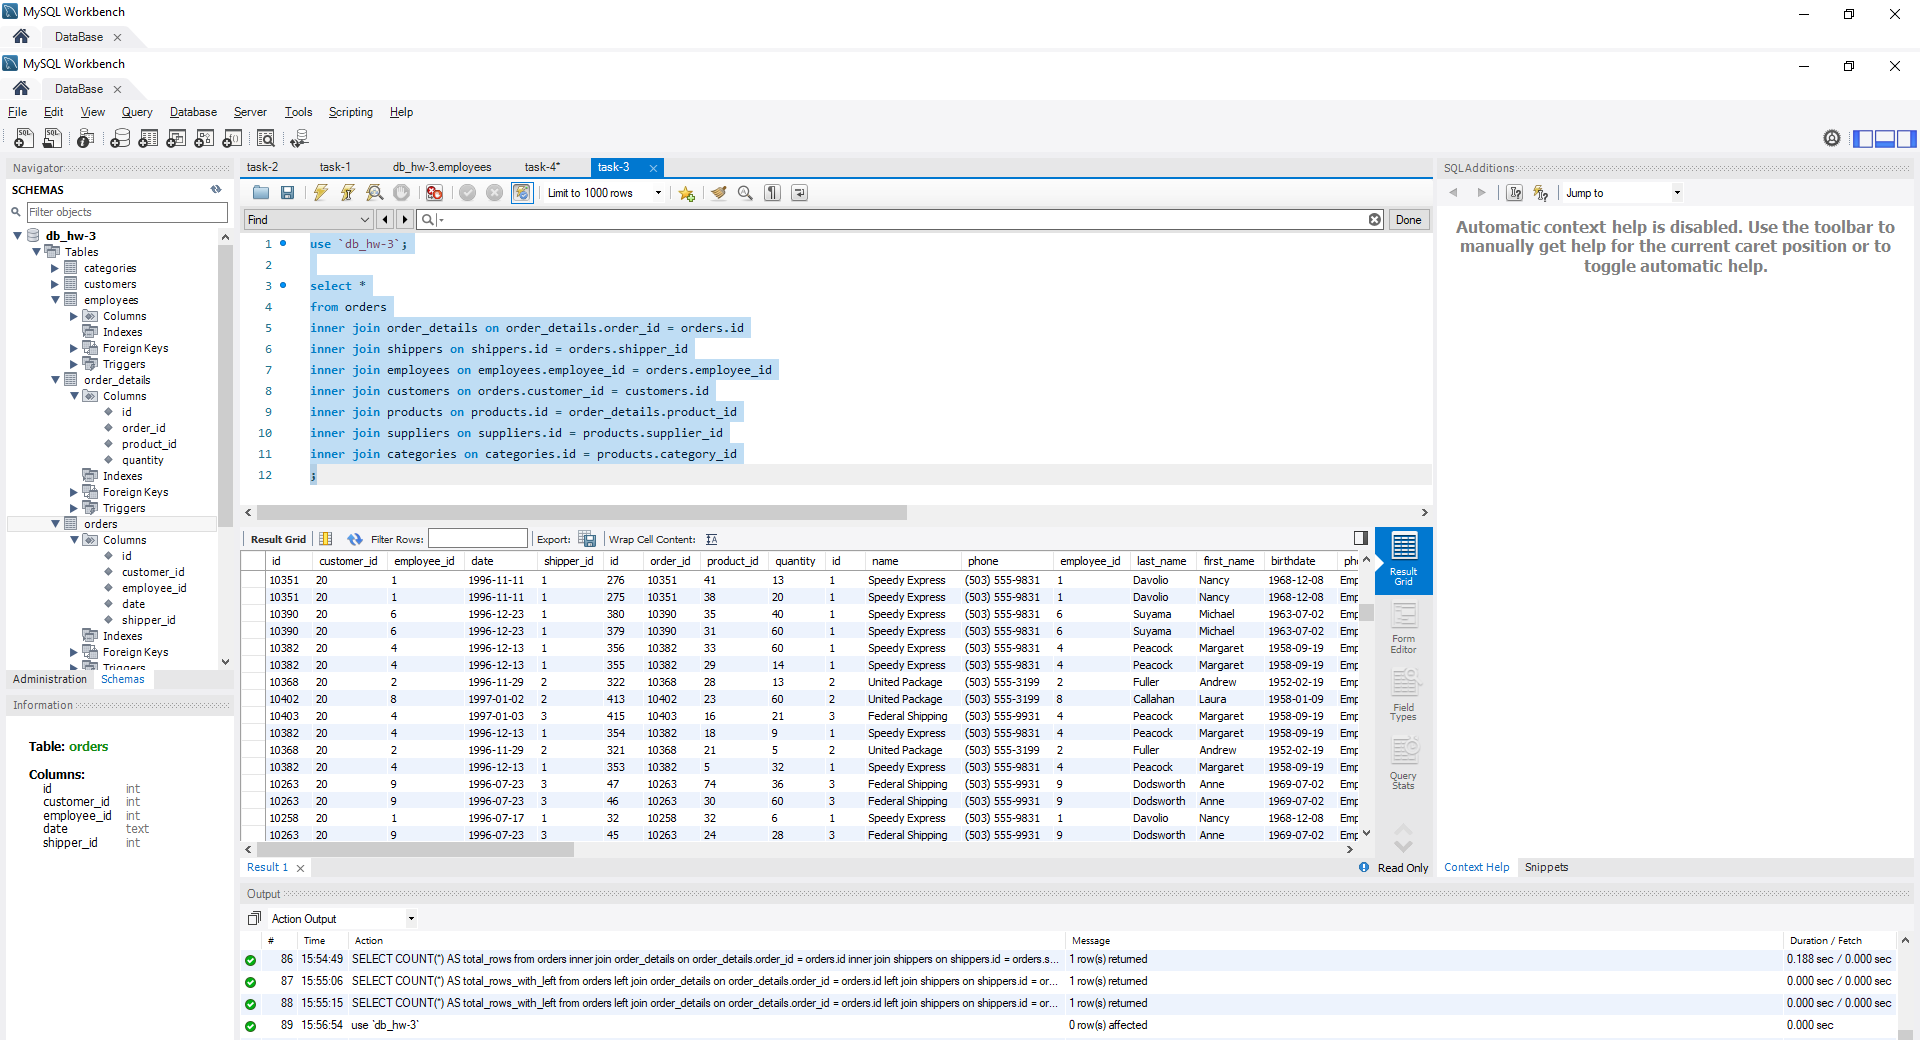 MySQL Workbench
DataBase
MySQL Workbench
DataBase
File Edit View Query Database Server Tools Scripting Help
Navigator
SCHEMAS
Filter objects
db_hw-3
Tables
categories
customers
employees
Columns
Indexes
Foreign Keys
Triggers
order_details
Columns
id
order_id
product_id
quantity
Indexes
Foreign Keys
Triggers
orders
Columns
id
customer_id
employee_id
date
shipper_id
Indexes
Foreign Keys
Triggers
Administration Schemas
Information
Table: orders
Columns:
id int
customer_id int
employee_id int
date text
shipper_id int
task-2 task-1 db_hw-3.employees task-4* task-3
Limit to 1000 rows
Find Done
1 use `db_hw-3`;
2
3 select *
4 from orders
5 inner join order_details on order_details.order_id = orders.id
6 inner join shippers on shippers.id = orders.shipper_id
7 inner join employees on employees.employee_id = orders.employee_id
8 inner join customers on orders.customer_id = customers.id
9 inner join products on products.id = order_details.product_id
10 inner join suppliers on suppliers.id = products.supplier_id
11 inner join categories on categories.id = products.category_id
12 ;
Result Grid Filter Rows: Export: Wrap Cell Content:
id customer_id employee_id date shipper_id id order_id product_id quantity id name phone employee_id last_name first_name birthdate
10351 20 1 1996-11-11 1 276 10351 41 13 1 Speedy Express (503) 555-9831 1 Davolio Nancy 1968-12-08
10351 20 1 1996-11-11 1 275 10351 38 20 1 Speedy Express (503) 555-9831 1 Davolio Nancy 1968-12-08
10390 20 6 1996-12-23 1 380 10390 35 40 1 Speedy Express (503) 555-9831 6 Suyama Michael 1963-07-02
10390 20 6 1996-12-23 1 379 10390 31 60 1 Speedy Express (503) 555-9831 6 Suyama Michael 1963-07-02
10382 20 4 1996-12-13 1 356 10382 33 60 1 Speedy Express (503) 555-9831 4 Peacock Margaret 1958-09-19
10382 20 4 1996-12-13 1 355 10382 29 14 1 Speedy Express (503) 555-9831 4 Peacock Margaret 1958-09-19
10368 20 2 1996-11-29 2 322 10368 28 13 2 United Package (503) 555-3199 2 Fuller Andrew 1952-02-19
10402 20 8 1997-01-02 2 413 10402 23 60 2 United Package (503) 555-3199 8 Callahan Laura 1958-01-09
10403 20 4 1997-01-03 3 415 10403 16 21 3 Federal Shipping (503) 555-9931 4 Peacock Margaret 1958-09-19
10382 20 4 1996-12-13 1 354 10382 18 9 1 Speedy Express (503) 555-9831 4 Peacock Margaret 1958-09-19
10368 20 2 1996-11-29 2 321 10368 21 5 2 United Package (503) 555-3199 2 Fuller Andrew 1952-02-19
10382 20 4 1996-12-13 1 353 10382 5 32 1 Speedy Express (503) 555-9831 4 Peacock Margaret 1958-09-19
10263 20 9 1996-07-23 3 47 10263 74 36 3 Federal Shipping (503) 555-9931 9 Dodsworth Anne 1969-07-02
10263 20 9 1996-07-23 3 46 10263 30 60 3 Federal Shipping (503) 555-9931 9 Dodsworth Anne 1969-07-02
10258 20 1 1996-07-17 1 32 10258 32 6 1 Speedy Express (503) 555-9831 1 Davolio Nancy 1968-12-08
10263 20 9 1996-07-23 3 45 10263 24 28 3 Federal Shipping (503) 555-9931 9 Dodsworth Anne 1969-07-02
Result Grid
Form Editor
Field Types
Query Stats
Result 1 Read Only
SQLAdditions
Jump to
Automatic context help is disabled. Use the toolbar to
manually get help for the current caret position or to
toggle automatic help.
Context Help Snippets
Output
Action Output
# Time Action Message Duration / Fetch
86 15:54:49 SELECT COUNT(*) AS total_rows from orders inner join order_details on order_details.order_id = orders.id inner join shippers on shippers.id = orders.s... 1 row(s) returned 0.188 sec / 0.000 sec
87 15:55:06 SELECT COUNT(*) AS total_rows_with_left from orders left join order_details on order_details.order_id = orders.id left join shippers on shippers.id = or... 1 row(s) returned 0.000 sec / 0.000 sec
88 15:55:15 SELECT COUNT(*) AS total_rows_with_left from orders left join order_details on order_details.order_id = orders.id left join shippers on shippers.id = or... 1 row(s) returned 0.000 sec / 0.000 sec
89 15:56:54 use `db_hw-3` 0 row(s) affected 0.000 sec